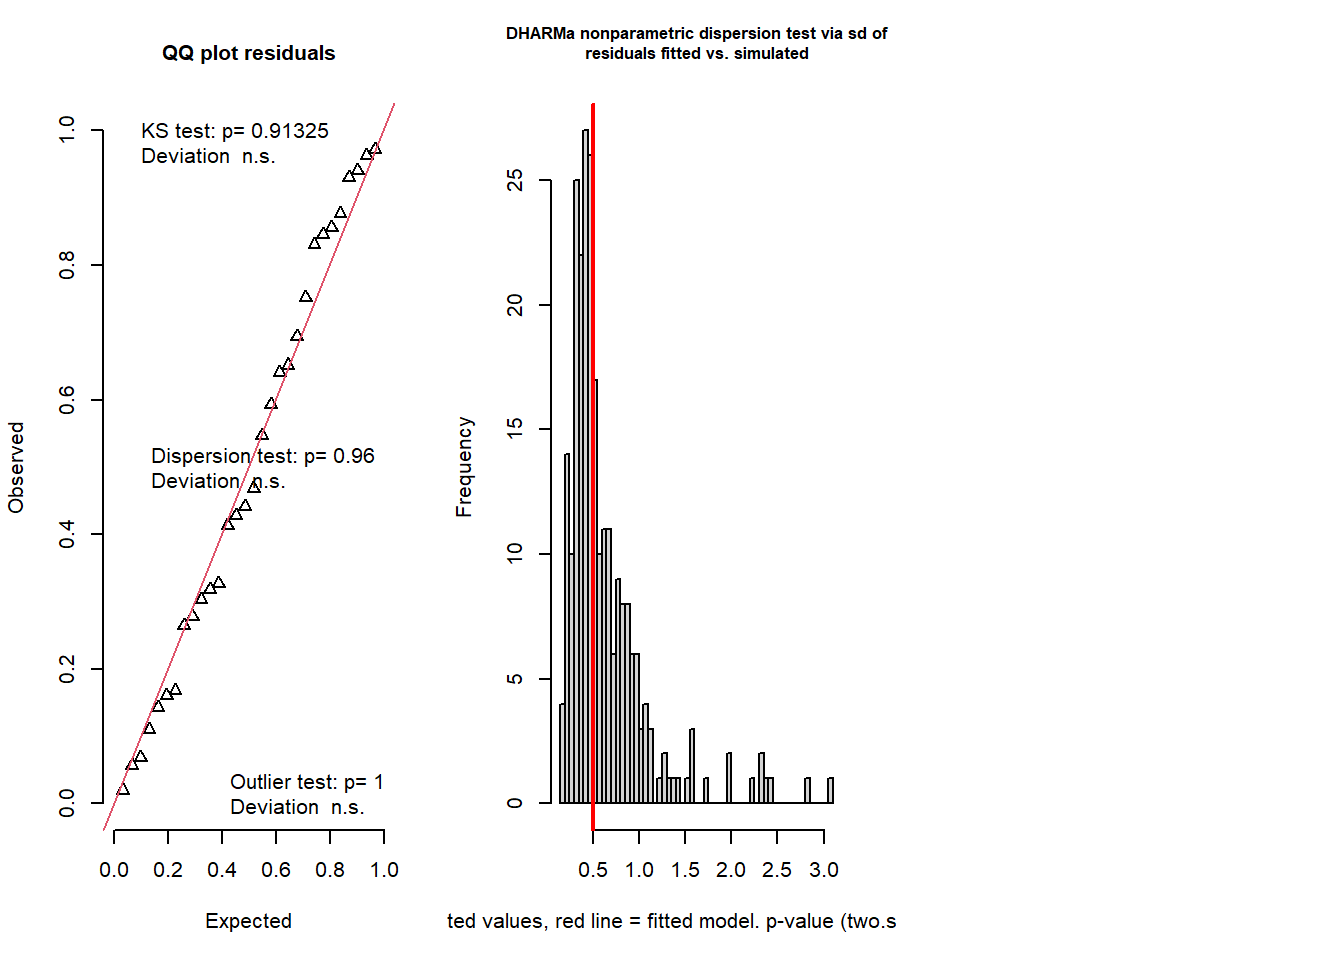 QQ plot residuals
KS test: p= 0.91325
Deviation  n.s.
Dispersion test: p= 0.96
Deviation  n.s.
Outlier test: p= 1
Deviation  n.s.
Observed
0.0
0.2
0.4
0.6
0.8
1.0
0.0 0.2 0.4 0.6 0.8 1.0
Expected
DHARMa nonparametric dispersion test via sd of
residuals fitted vs. simulated
Frequency
0
5
10
15
20
25
0.5 1.0 1.5 2.0 2.5 3.0
ted values, red line = fitted model. p-value (two.s